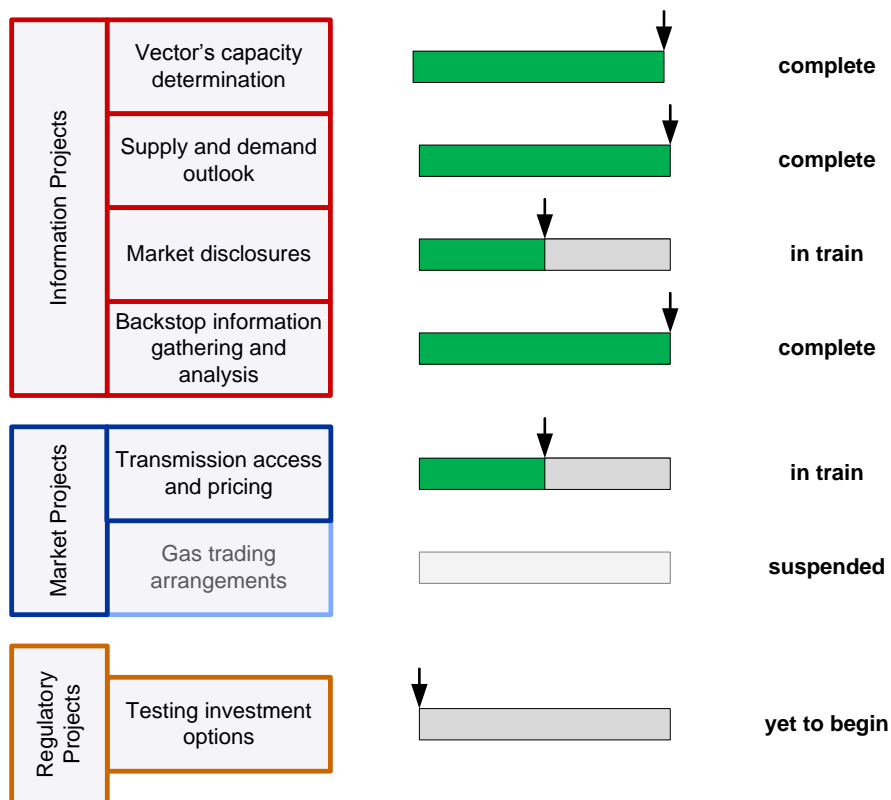 Information Projects
Vector's capacity
determination
complete
Supply and demand
outlook
complete
Market disclosures
in train
Backstop information
gathering and
analysis
complete
Market Projects
Transmission access
and pricing
in train
Gas trading
arrangements
suspended
Regulatory
Projects
Testing investment
options
yet to begin